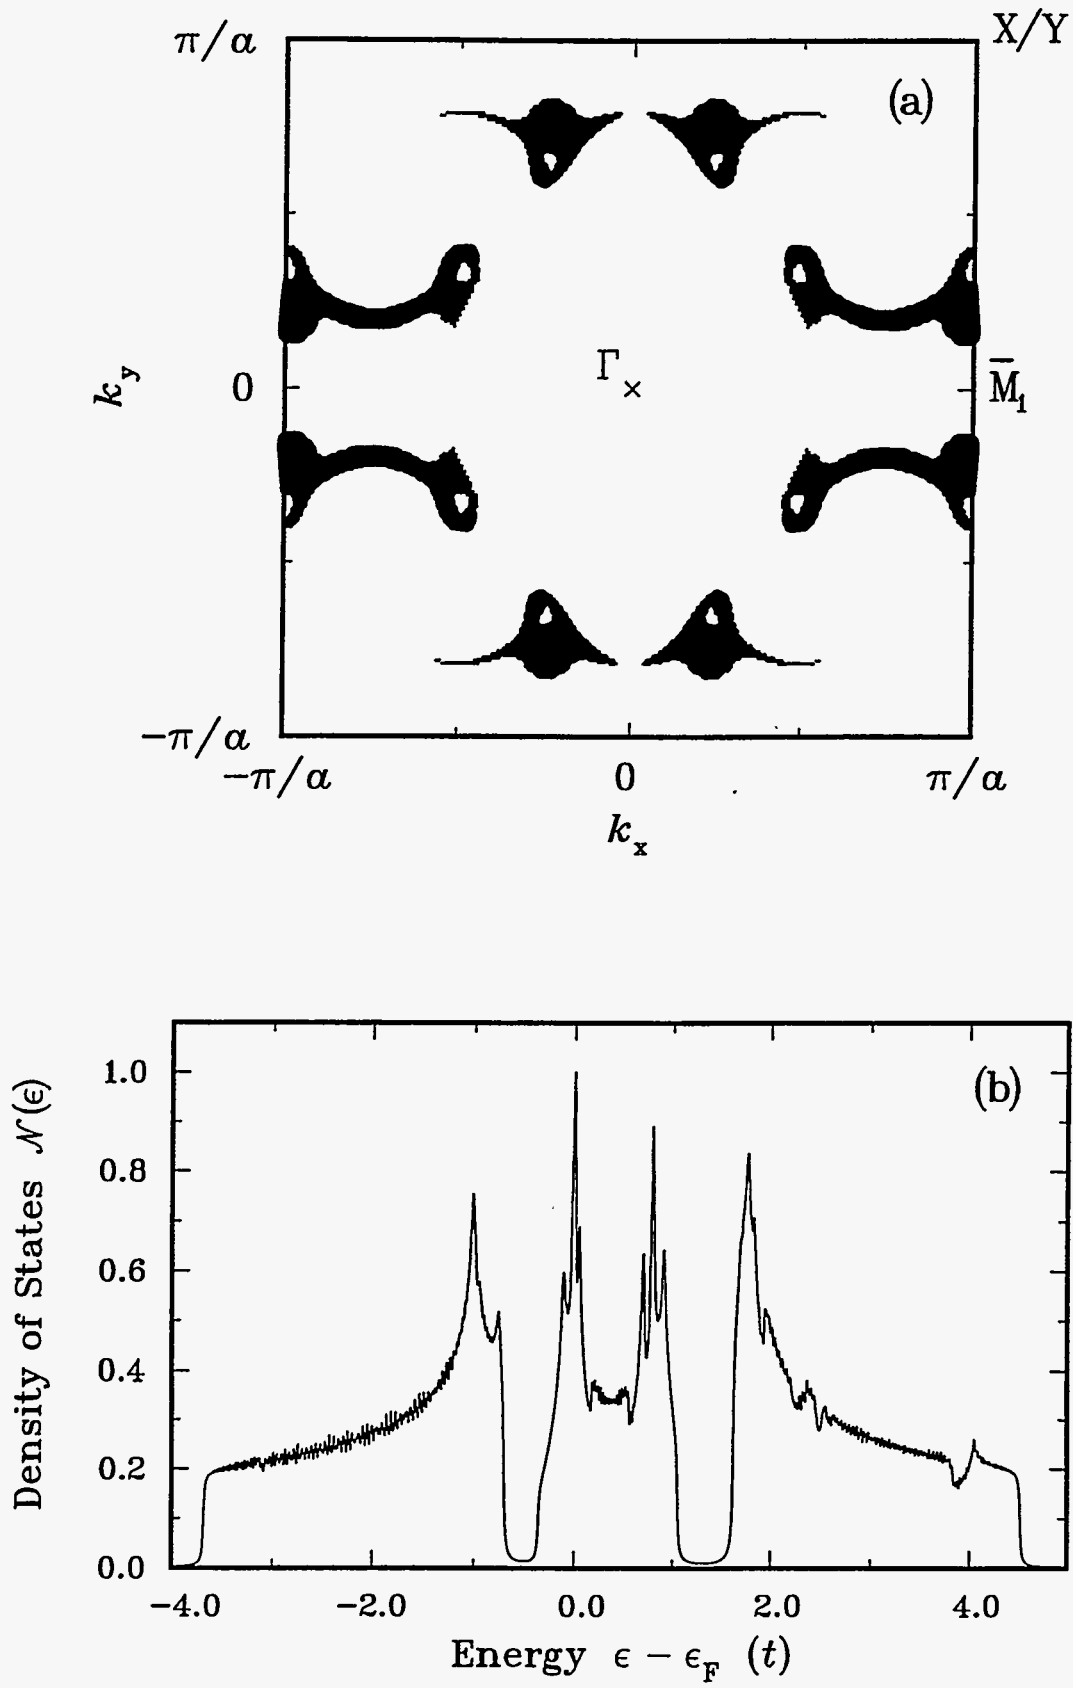 π/a
X/Y
(a)
Γ
×
k_y
0
M̅₁
−π/a
−π/a
0
π/a
k_x
(b)
Density of States 𝒩(ϵ)
1.0
0.8
0.6
0.4
0.2
0.0
−4.0
−2.0
0.0
2.0
4.0
Energy ϵ − ϵ_F (t)